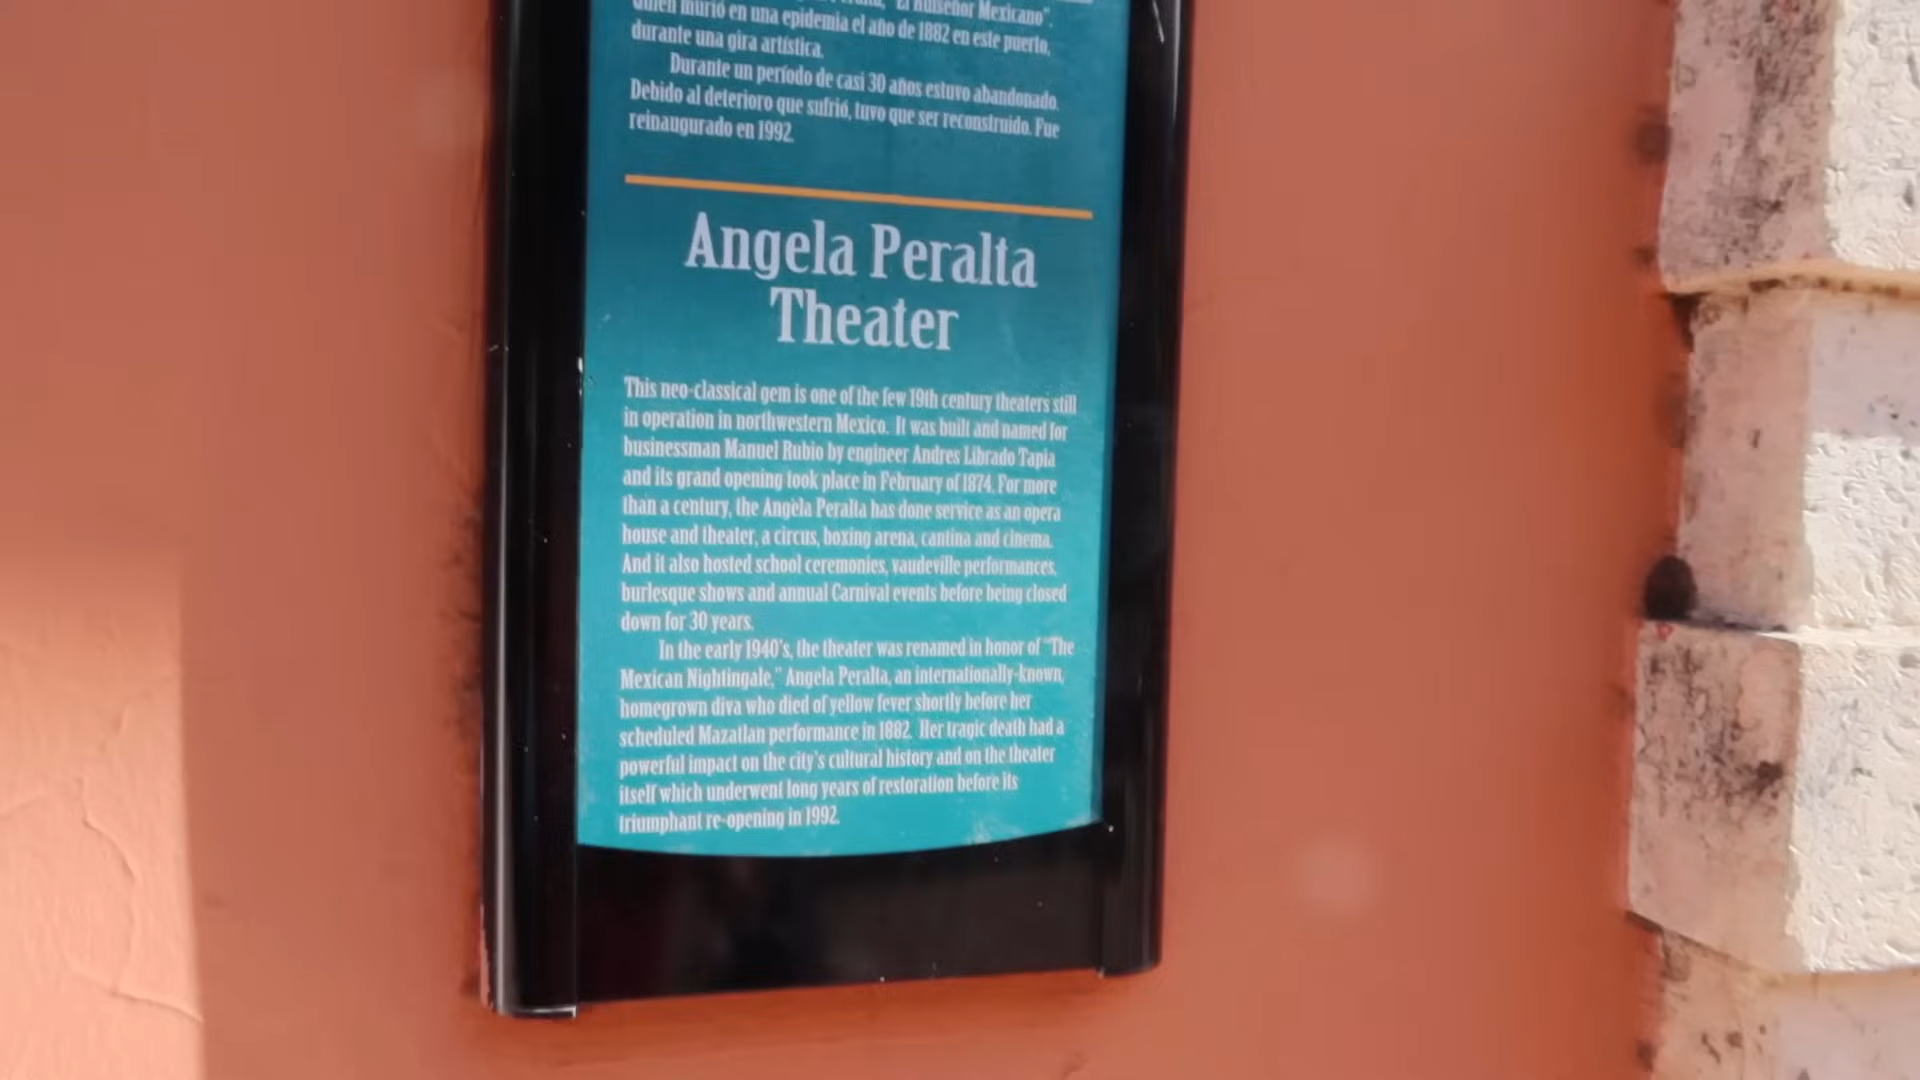 "El Ruiseñor Mexicano",
quien murió en una epidemia el año de 1882 en este puerto,
durante una gira artística.
Durante un período de casi 30 años estuvo abandonado.
Debido al deterioro que sufrió, tuvo que ser reconstruido. Fue
reinaugurado en 1992.
Angela Peralta
Theater
This neo-classical gem is one of the few 19th century theaters still
in operation in northwestern Mexico. It was built and named for
businessman Manuel Rubio by engineer Andres Librado Tapia
and its grand opening took place in February of 1874. For more
than a century, the Angela Peralta has done service as an opera
house and theater, a circus, boxing arena, cantina and cinema.
And it also hosted school ceremonies, vaudeville performances,
burlesque shows and annual Carnival events before being closed
down for 30 years.
In the early 1940's, the theater was renamed in honor of "The
Mexican Nightingale," Angela Peralta, an internationally-known,
homegrown diva who died of yellow fever shortly before her
scheduled Mazatlan performance in 1882. Her tragic death had a
powerful impact on the city's cultural history and on the theater
itself which underwent long years of restoration before its
triumphant re-opening in 1992.